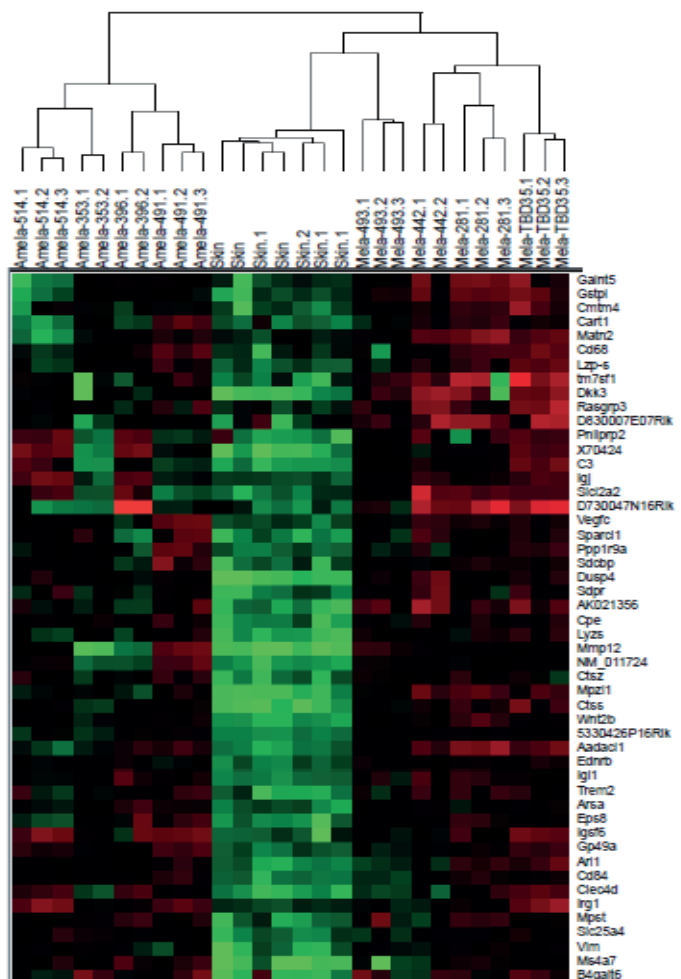 Amela-514.1
Amela-514.2
Amela-514.3
Amela-353.1
Amela-353.2
Amela-396.1
Amela-396.2
Amela-491.1
Amela-491.2
Amela-491.3
Skin
Skin
Skin.1
Skin
Skin.2
Skin.1
Skin.1
Mela-493.1
Mela-493.2
Mela-493.3
Mela-442.1
Mela-442.2
Mela-281.1
Mela-281.2
Mela-281.3
Mela-TBD35.1
Mela-TBD35.2
Mela-TBD35.3
Galnt5
Gstpi
Cmtm4
Cart1
Matn2
Cd68
Lzp-s
tm7sf1
Dkk3
Rasgrp3
D630007E07Rik
Pnliprp2
X70424
C3
Igj
Slcl2a2
D730047N16Rik
Vegfc
Sparcl1
Ppp1r9a
Sdcbp
Dusp4
Sdpr
AK021356
Cpe
Lyzs
Mmp12
NM_011724
Ctsz
Mpzl1
Ctss
Wnt2b
5330426P16Rik
Aadacl1
Ednrb
Igl1
Trem2
Arsa
Eps8
Igsf6
Gp49a
Arl1
Cd84
Clec4d
Irg1
Mpst
Slc25a4
Vim
Ms4a7
B4galt6